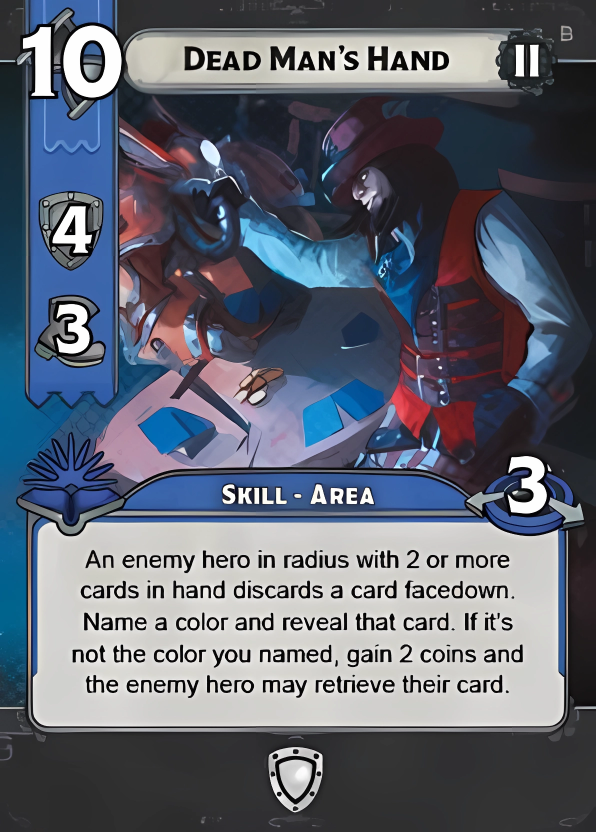 10
DEAD MAN'S HAND
II
B
4
3
SKILL - AREA
3
An enemy hero in radius with 2 or more
cards in hand discards a card facedown.
Name a color and reveal that card. If it's
not the color you named, gain 2 coins and
the enemy hero may retrieve their card.